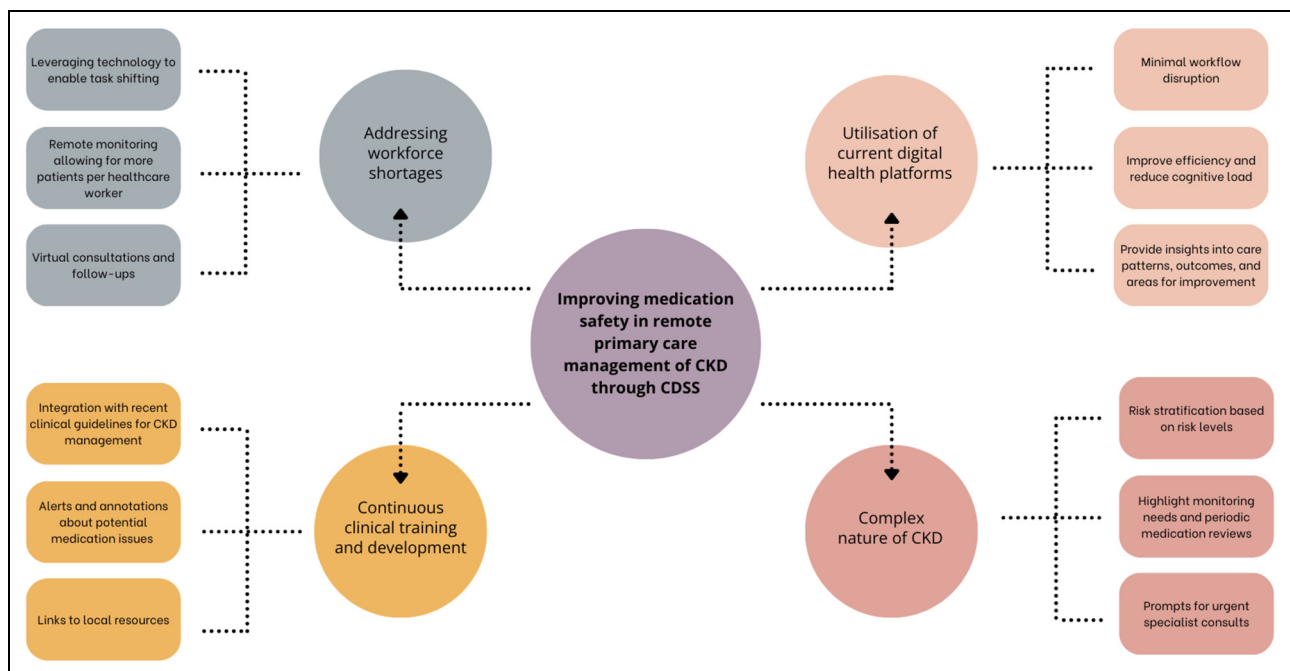 Leveraging technology to
enable task shifting
Remote monitoring
allowing for more
patients per healthcare
worker
Virtual consultations and
follow-ups
Addressing
workforce
shortages
Utilisation of
current digital
health platforms
Minimal workflow
disruption
Improve efficiency and
reduce cognitive load
Provide insights into care
patterns, outcomes, and
areas for improvement
Improving medication
safety in remote
primary care
management of CKD
through CDSS
Integration with recent
clinical guidelines for CKD
management
Alerts and annotations
about potential
medication issues
Links to local resources
Continuous
clinical training
and development
Complex
nature of CKD
Risk stratification based
on risk levels
Highlight monitoring
needs and periodic
medication reviews
Prompts for urgent
specialist consults